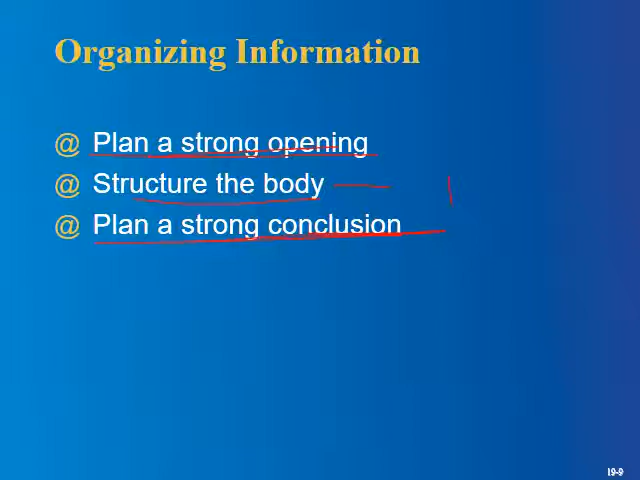 Organizing Information
@ Plan a strong opening
@ Structure the body
@ Plan a strong conclusion
19-9